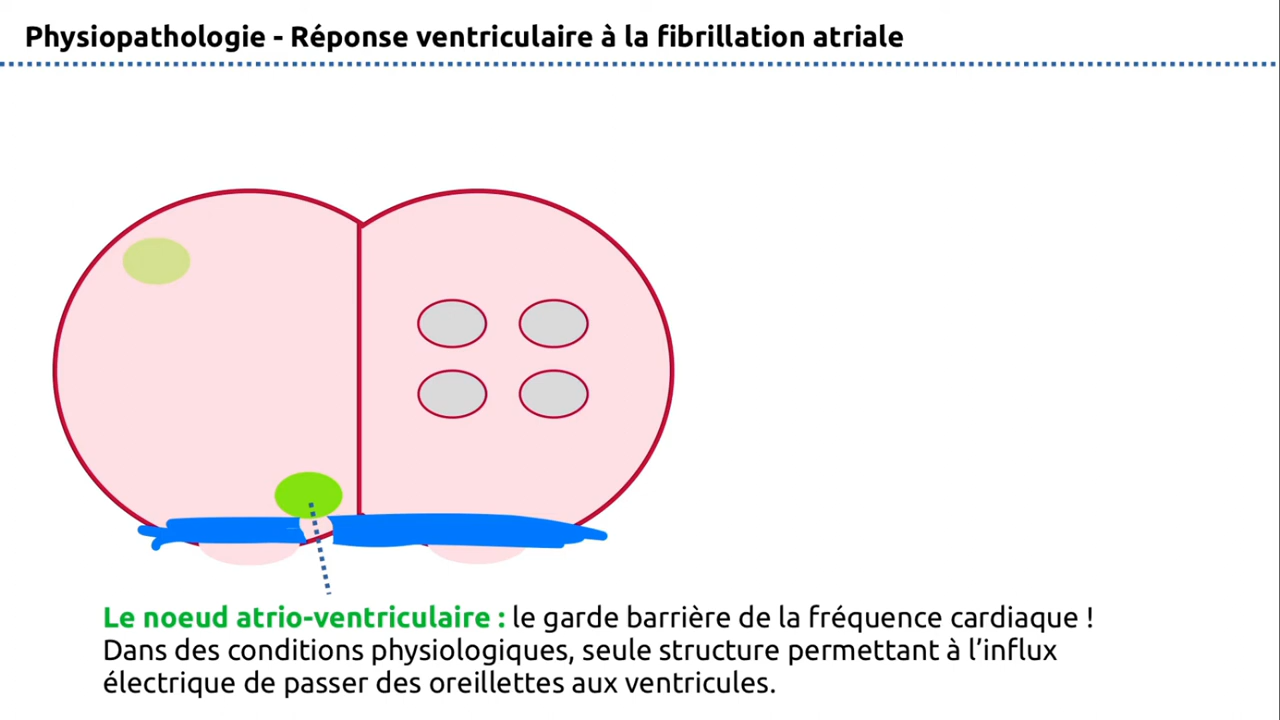 Physiopathologie - Réponse ventriculaire à la fibrillation atriale
Le noeud atrio-ventriculaire : le garde barrière de la fréquence cardiaque !
Dans des conditions physiologiques, seule structure permettant à l’influx
électrique de passer des oreillettes aux ventricules.